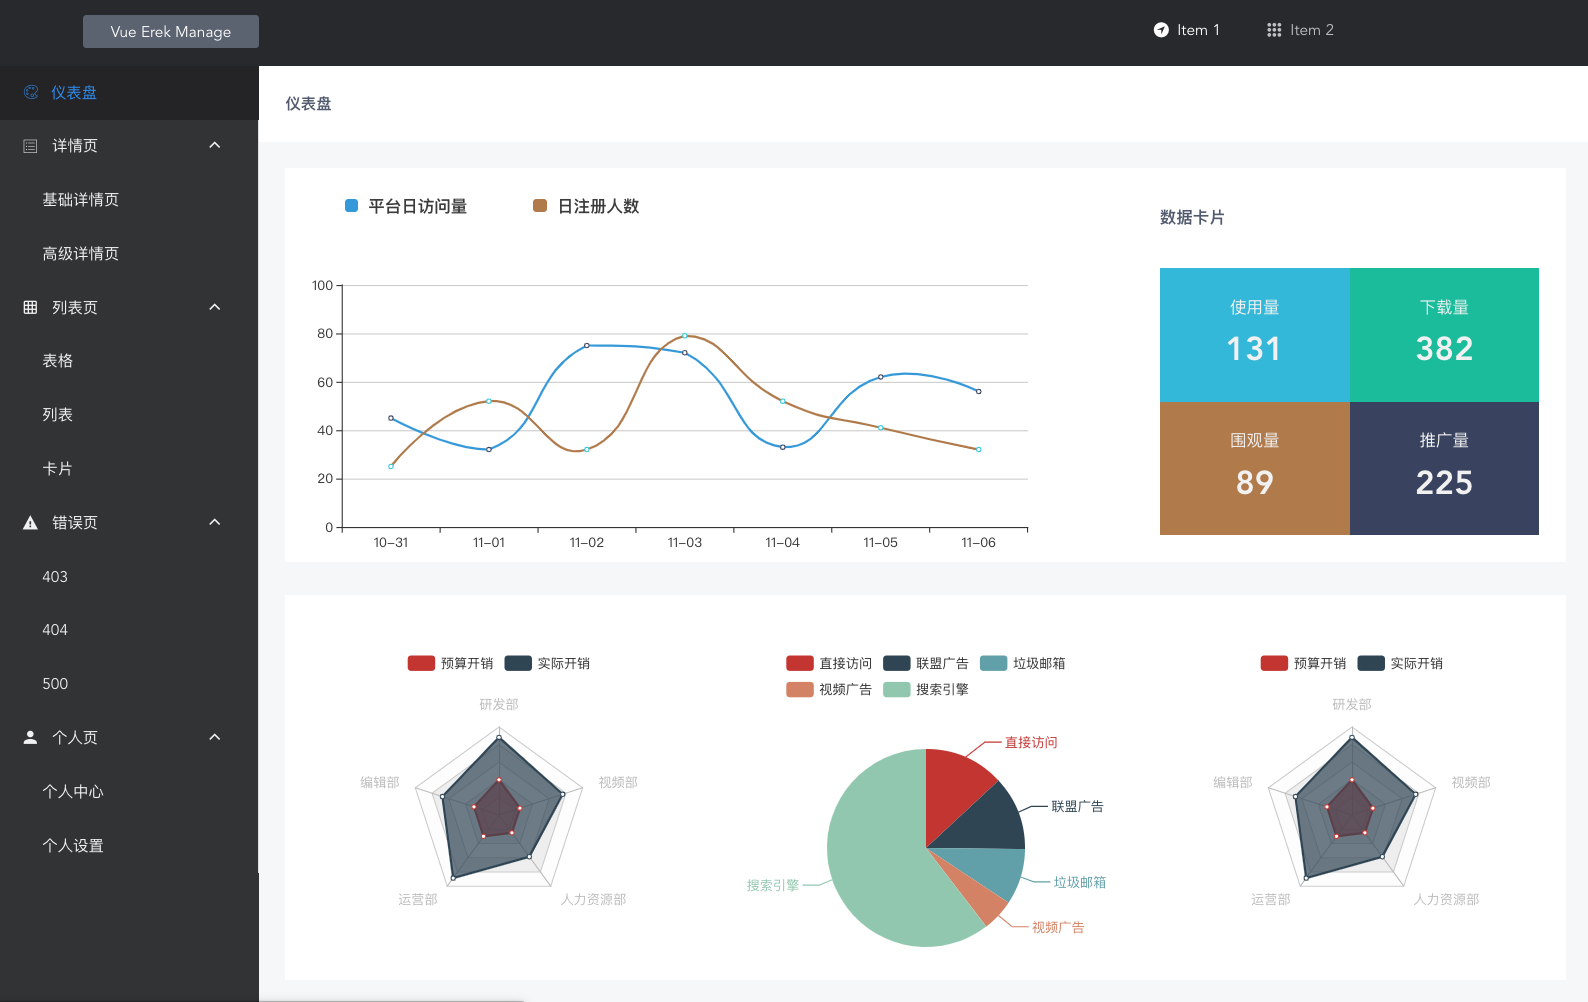 Vue Erek Manage
Item 1
Item 2
仪表盘
详情页
基础详情页
高级详情页
列表页
表格
列表
卡片
错误页
403
404
500
个人页
个人中心
个人设置
仪表盘
平台日访问量
日注册人数
100
80
60
40
20
0
10-31
11-01
11-02
11-03
11-04
11-05
11-06
数据卡片
使用量
131
下载量
382
围观量
89
推广量
225
预算开销
实际开销
研发部
编辑部
视频部
运营部
人力资源部
直接访问
联盟广告
垃圾邮箱
视频广告
搜索引擎
直接访问
联盟广告
垃圾邮箱
视频广告
搜索引擎
预算开销
实际开销
研发部
编辑部
视频部
运营部
人力资源部